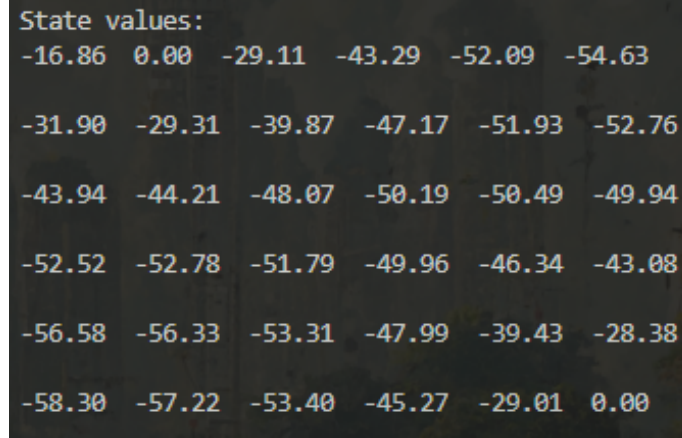 State values:
-16.86 0.00 -29.11 -43.29 -52.09 -54.63
-31.90 -29.31 -39.87 -47.17 -51.93 -52.76
-43.94 -44.21 -48.07 -50.19 -50.49 -49.94
-52.52 -52.78 -51.79 -49.96 -46.34 -43.08
-56.58 -56.33 -53.31 -47.99 -39.43 -28.38
-58.30 -57.22 -53.40 -45.27 -29.01 0.00